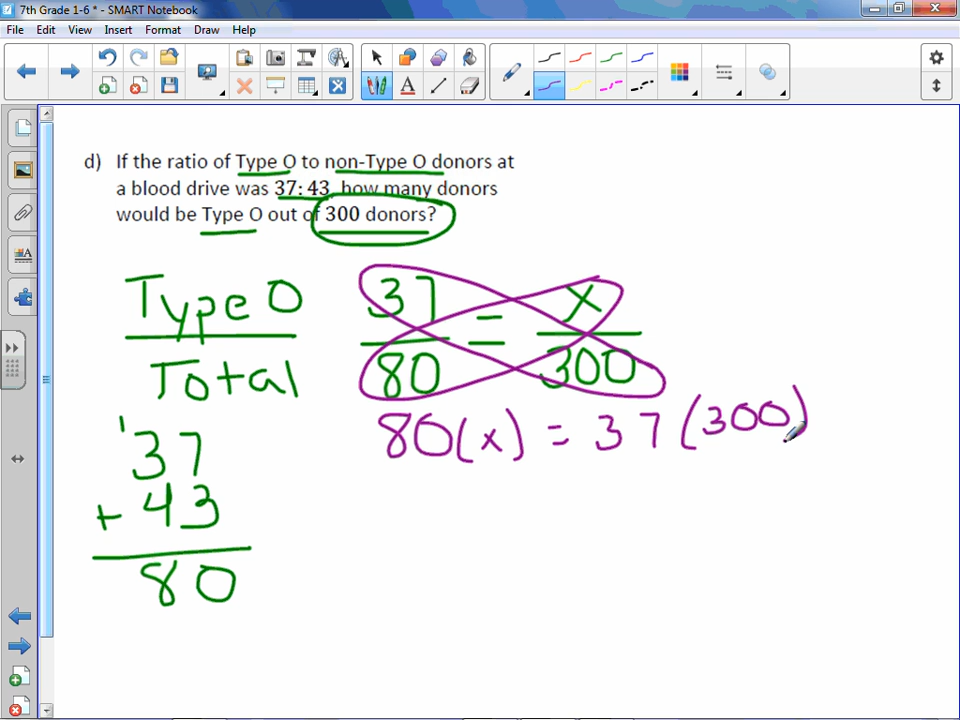 7th Grade 1-6 * - SMART Notebook
File Edit View Insert Format Draw Help
d) If the ratio of Type O to non-Type O donors at
a blood drive was 37:43, how many donors
would be Type O out of 300 donors?
Type O 37 = x
Total 80 300
80(x) = 37(300)
1
37
+ 43
80